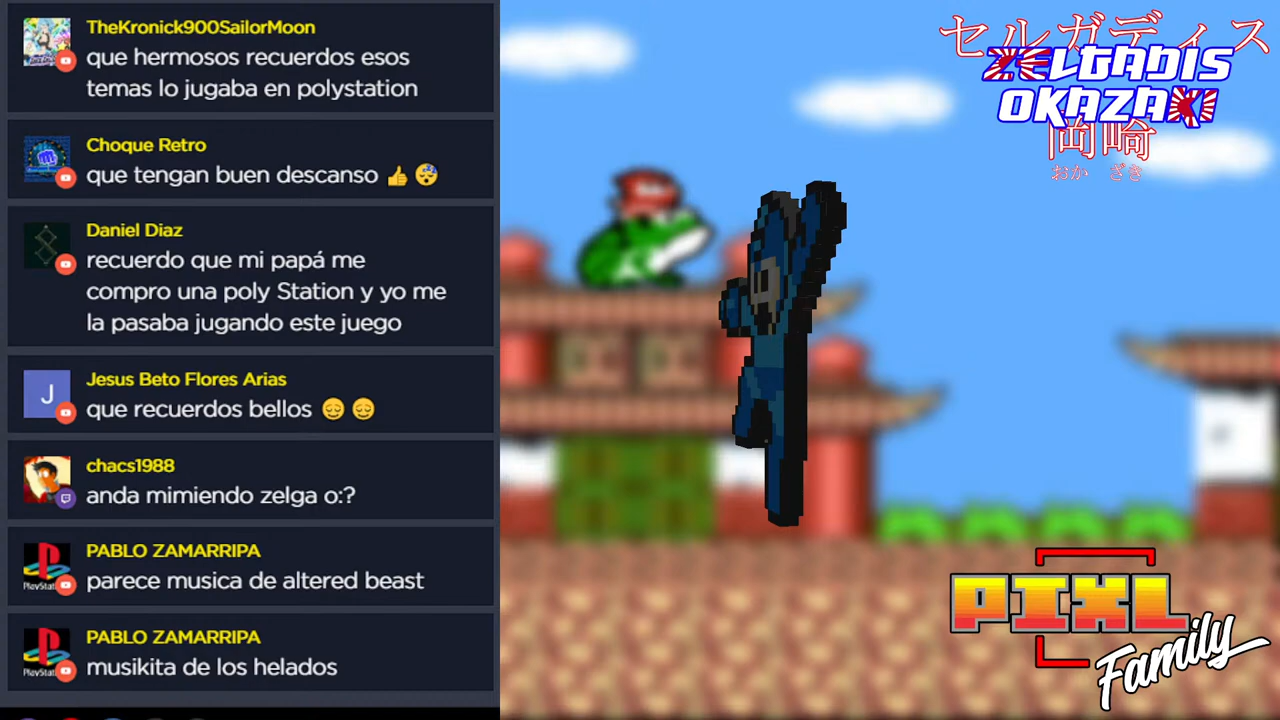 TheKronick900SailorMoon
que hermosos recuerdos esos
temas lo jugaba en polystation
Choque Retro
que tengan buen descanso 👍 😴
Daniel Diaz
recuerdo que mi papá me
compro una poly Station y yo me
la pasaba jugando este juego
J
Jesus Beto Flores Arias
que recuerdos bellos 😌 😌
chacs1988
anda mimiendo zelga o:?
PABLO ZAMARRIPA
parece musica de altered beast
PABLO ZAMARRIPA
musikita de los helados
セルガディス
ZELGADIS
OKAZAKI
岡崎
おか ざき
PIXL
Family